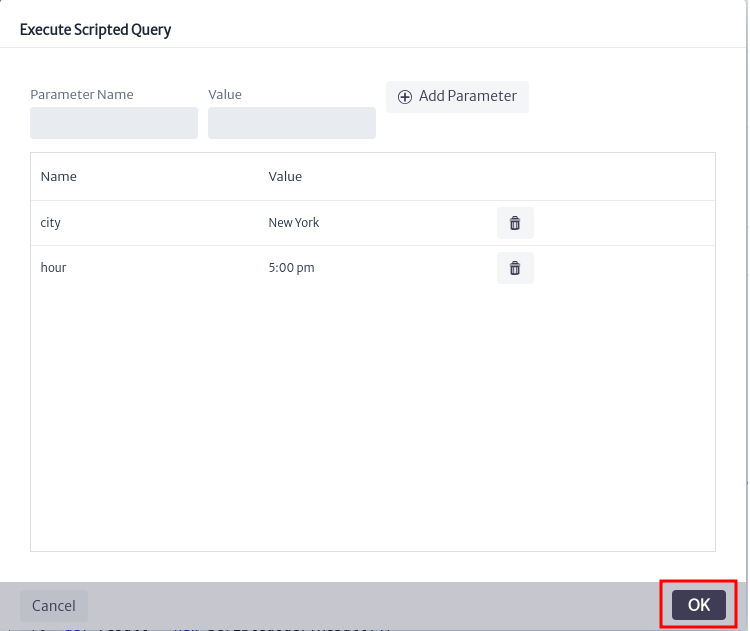 Execute Scripted Query
Parameter Name Value
Add Parameter
Name Value
city New York
hour 5:00 pm
Cancel OK